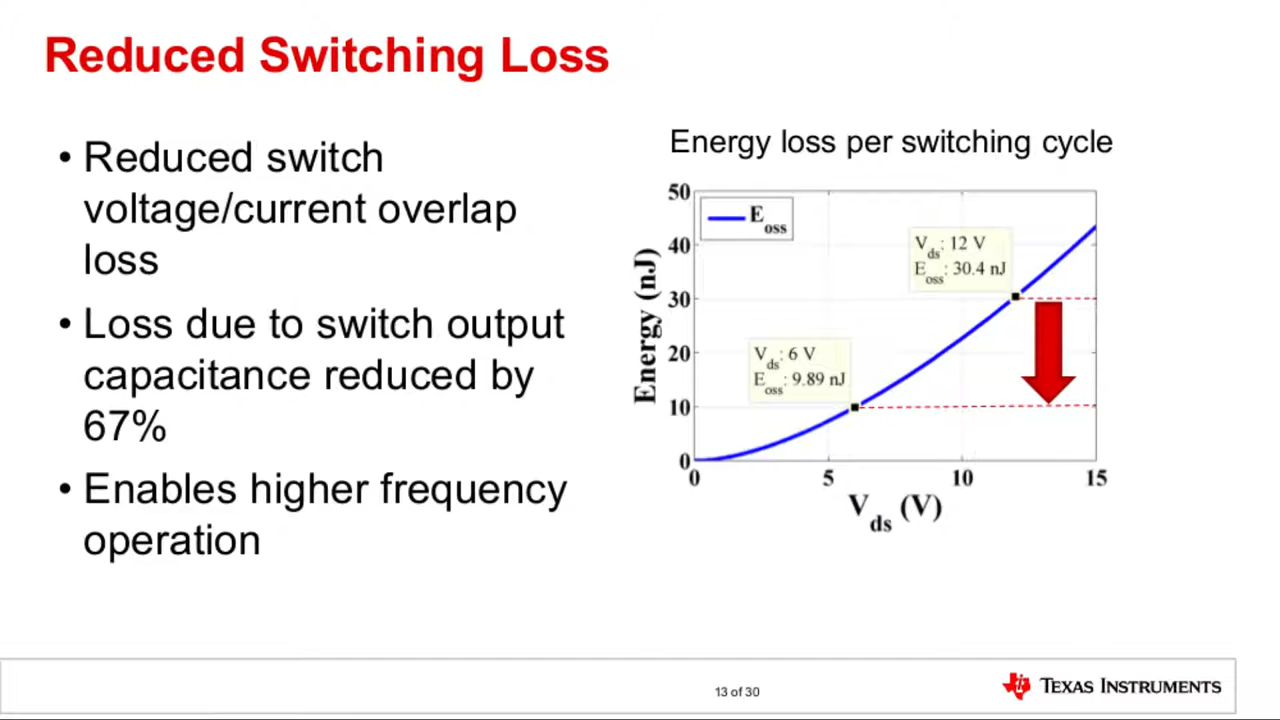 Reduced Switching Loss
• Reduced switch
voltage/current overlap
loss
• Loss due to switch output
capacitance reduced by
67%
• Enables higher frequency
operation
Energy loss per switching cycle
50
40
30
20
10
0
Energy (nJ)
Eoss
Vds: 12 V
Eoss: 30.4 nJ
Vds: 6 V
Eoss: 9.89 nJ
0 5 10 15
Vds (V)
13 of 30
TEXAS INSTRUMENTS